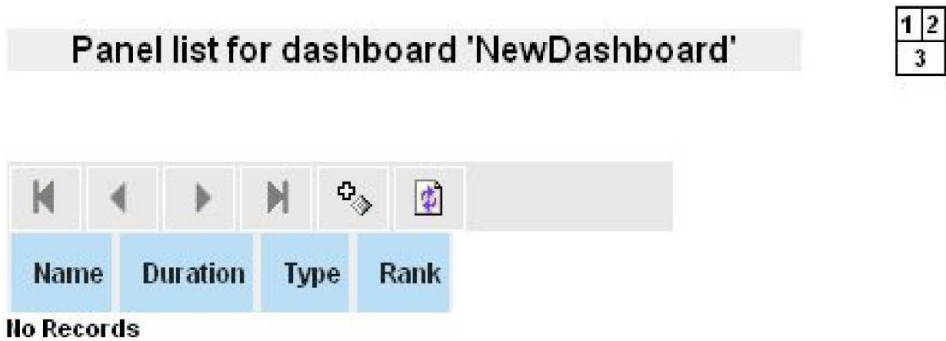 Panel list for dashboard 'NewDashboard'
1 2
3
Name Duration Type Rank
No Records